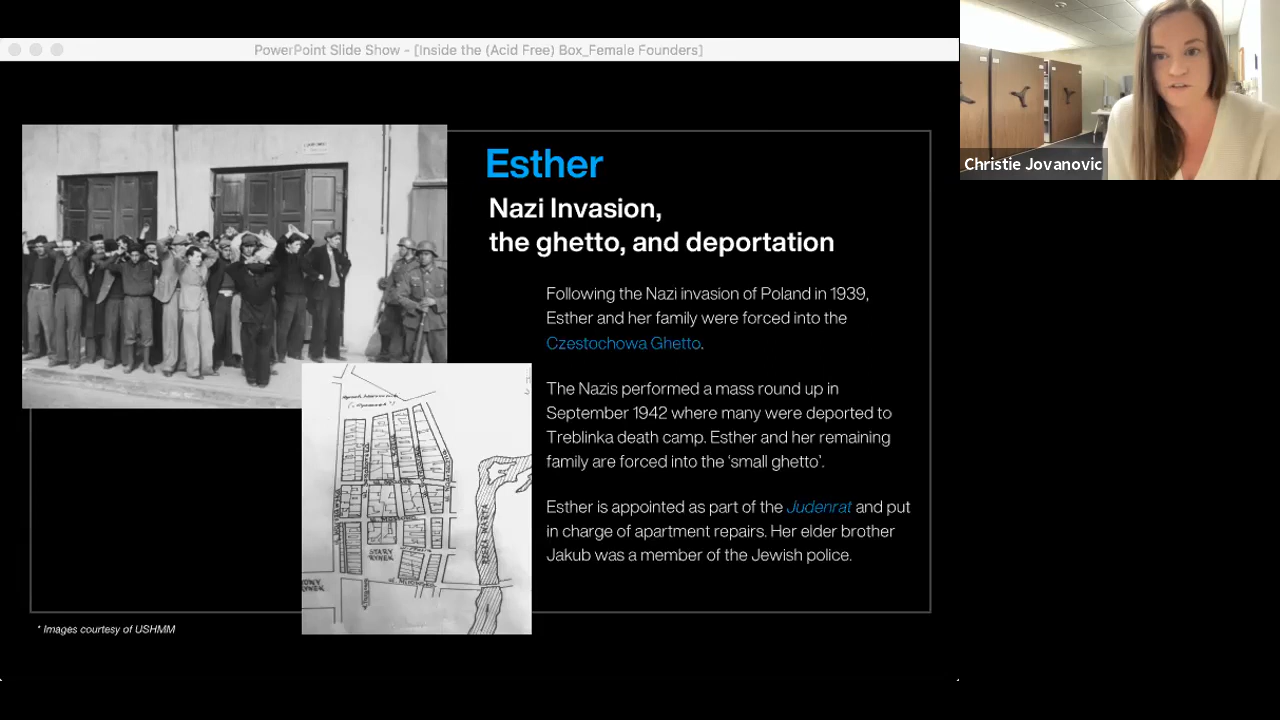 PowerPoint Slide Show - [Inside the (Acid Free) Box_Female Founders]
Christie Jovanovic
Esther
Nazi Invasion,
the ghetto, and deportation
Following the Nazi invasion of Poland in 1939,
Esther and her family were forced into the
Czestochowa Ghetto.
The Nazis performed a mass round up in
September 1942 where many were deported to
Treblinka death camp. Esther and her remaining
family are forced into the ‘small ghetto’.
Esther is appointed as part of the Judenrat and put
in charge of apartment repairs. Her elder brother
Jakub was a member of the Jewish police.
STARY
RYNEK
RYNEK
* Images courtesy of USHMM